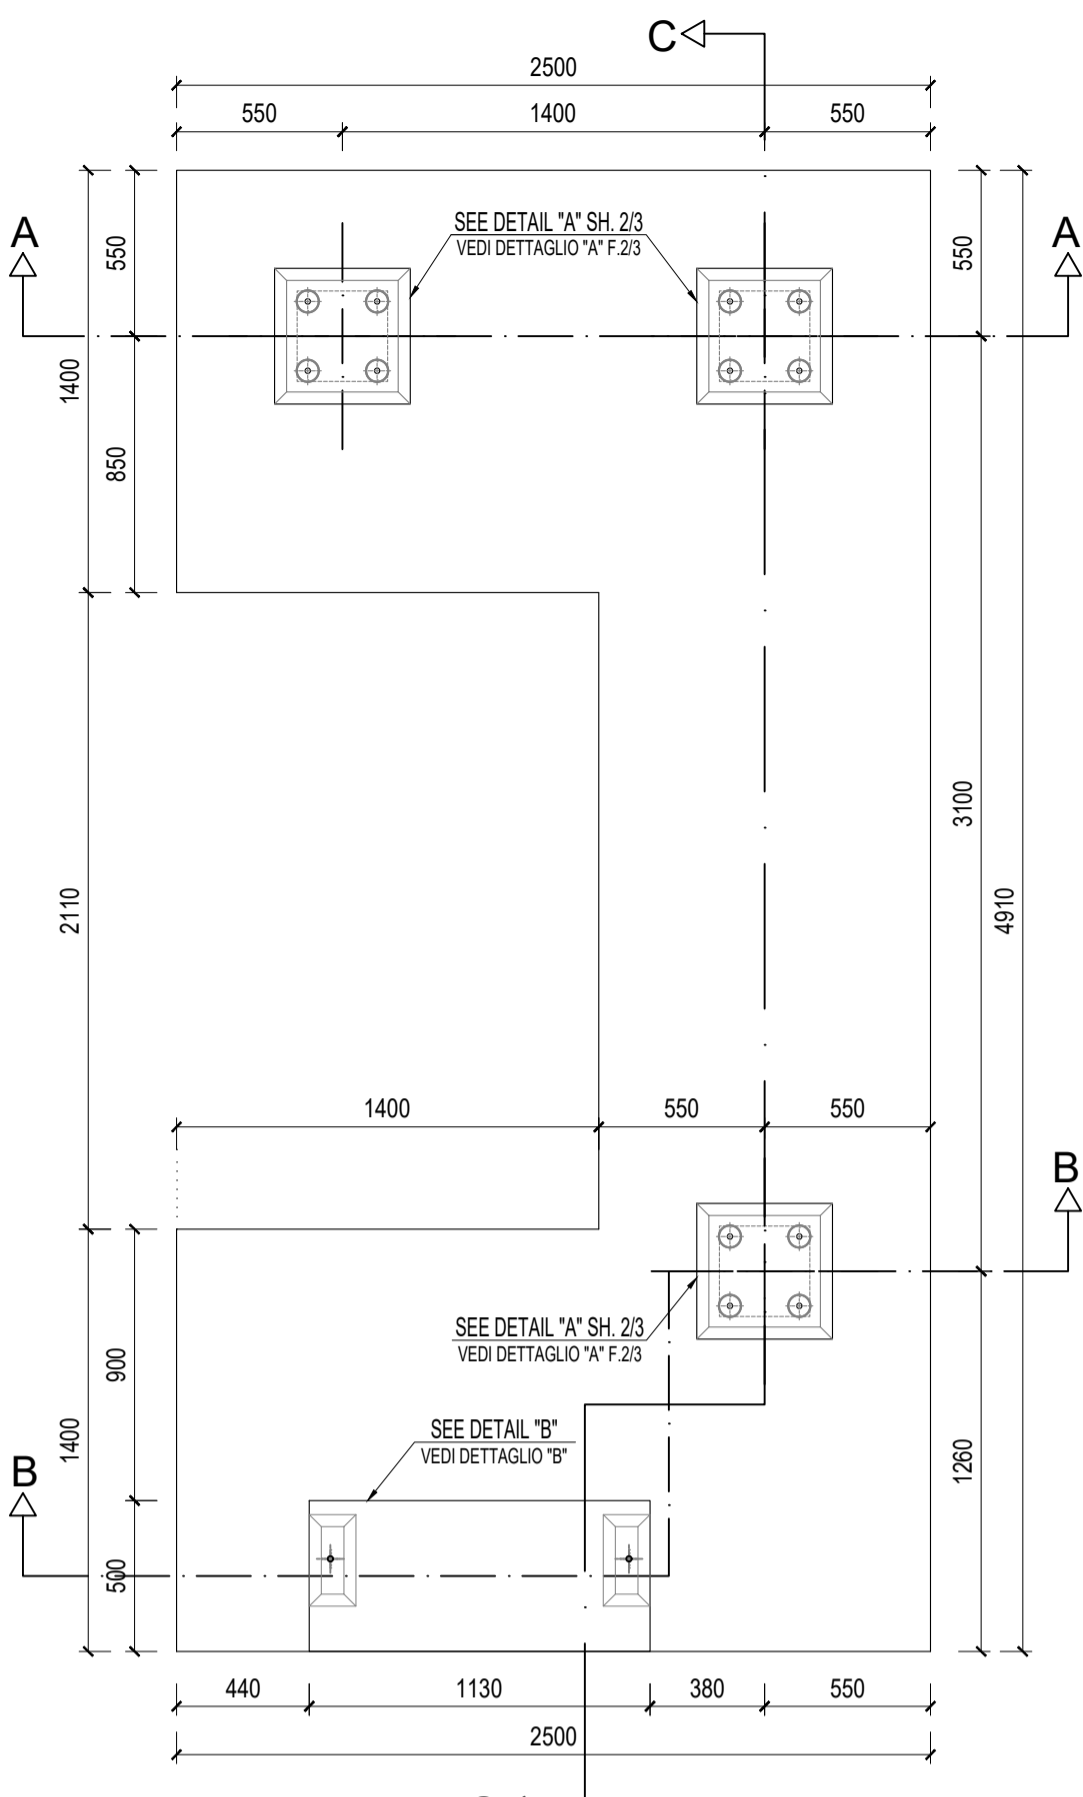 C
2500
550 1400 550
A
A
SEE DETAIL "A" SH. 2/3
VEDI DETTAGLIO "A" F.2/3
550
550
1400
850
3100
2110
4910
1400 550 550
B
SEE DETAIL "A" SH. 2/3
VEDI DETTAGLIO "A" F.2/3
900
SEE DETAIL "B"
VEDI DETTAGLIO "B"
1400
1260
B
500
440 1130 380 550
2500